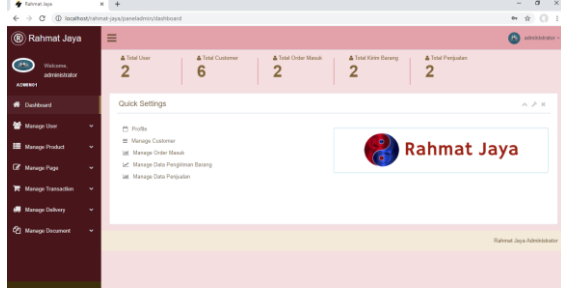 Rahmat Jaya
localhost/rahmat-jaya/paneladmin/dashboard
Rahmat Jaya
administrator
Welcome,
administrator
ADMIN01
Total User
2
Total Customer
6
Total Order Masuk
2
Total Kirim Barang
2
Total Penjualan
2
Dashboard
Manage User
Manage Product
Manage Page
Manage Transaction
Manage Delivery
Manage Document
Quick Settings
Profile
Manage Customer
Manage Order Masuk
Manage Data Pengiriman Barang
Manage Data Penjualan
Rahmat Jaya
Rahmat Jaya Administrator